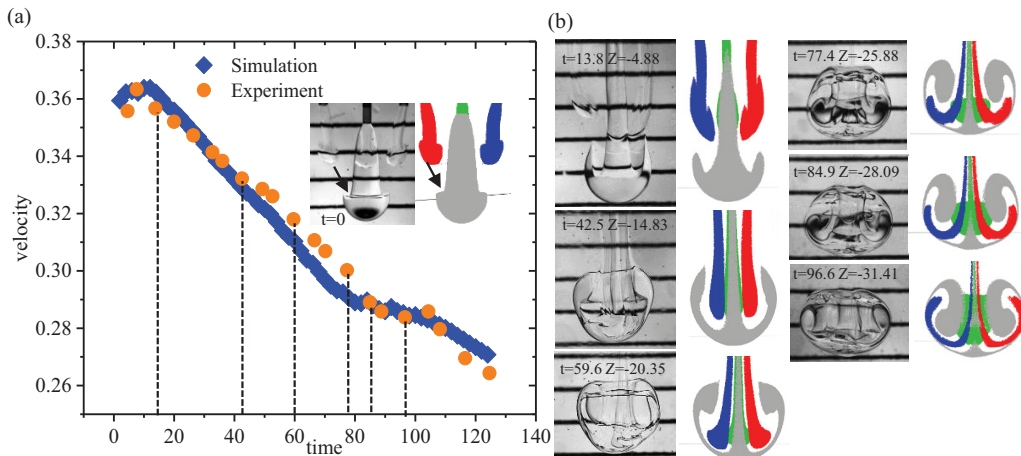 (a)
0.38
0.36
0.34
0.32
0.30
0.28
0.26
velocity
Simulation
Experiment
t=0
0 20 40 60 80 100 120 140
time
(b)
t=13.8 Z=-4.88
t=42.5 Z=-14.83
t=59.6 Z=-20.35
t=77.4 Z=-25.88
t=84.9 Z=-28.09
t=96.6 Z=-31.41